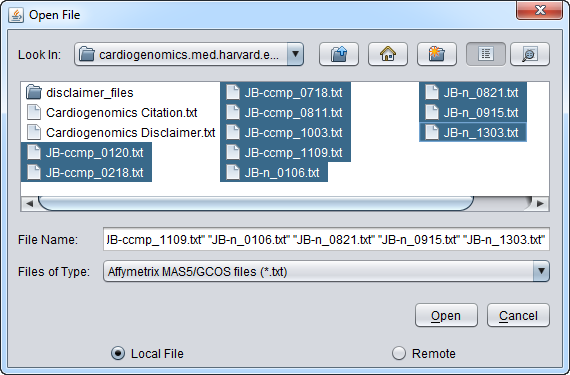 Open File
Look In: cardiogenomics.med.harvard.e...
disclaimer_files
Cardiogenomics Citation.txt
Cardiogenomics Disclaimer.txt
JB-ccmp_0120.txt
JB-ccmp_0218.txt
JB-ccmp_0718.txt
JB-ccmp_0811.txt
JB-ccmp_1003.txt
JB-ccmp_1109.txt
JB-n_0106.txt
JB-n_0821.txt
JB-n_0915.txt
JB-n_1303.txt
File Name: JB-ccmp_1109.txt" "JB-n_0106.txt" "JB-n_0821.txt" "JB-n_0915.txt" "JB-n_1303.txt"
Files of Type: Affymetrix MAS5/GCOS files (*.txt)
Open Cancel
Local File Remote